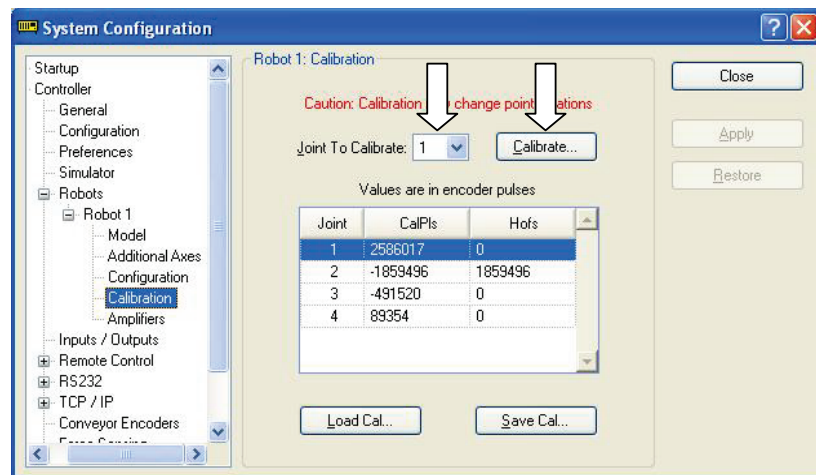 System Configuration
Startup
Controller
General
Configuration
Preferences
Simulator
Robots
Robot 1
Model
Additional Axes
Configuration
Calibration
Amplifiers
Inputs / Outputs
Remote Control
RS232
TCP / IP
Conveyor Encoders
Robot 1: Calibration
Caution: Calibration change point
Joint To Calibrate: 1
Calibrate...
Values are in encoder pulses
Joint CalPls Hofs
1 2586017 0
2 -1859496 1859496
3 -491520 0
4 89354 0
Load Cal...
Save Cal...
Close
Apply
Restore